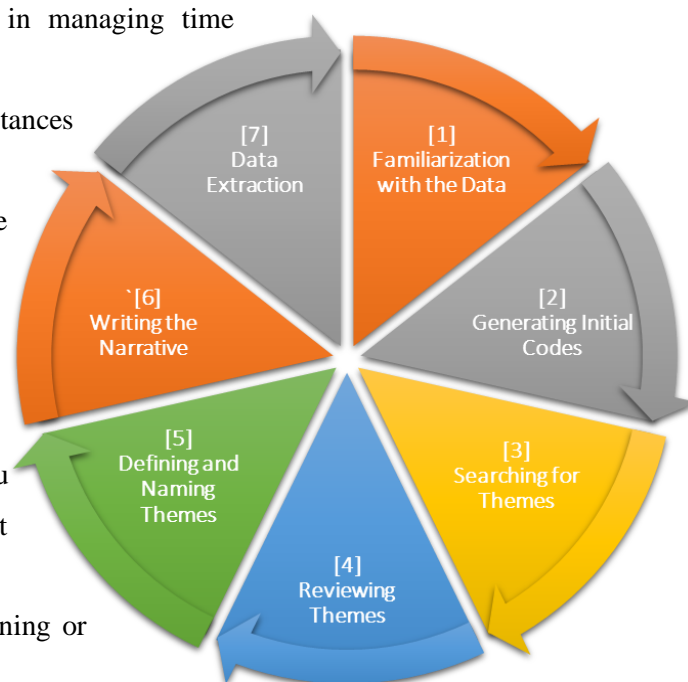 in managing time
tances
e
u
t
ning or
[1]
Familiarization
with the Data
[2]
Generating Initial
Codes
[3]
Searching for
Themes
[4]
Reviewing
Themes
[5]
Defining and
Naming
Themes
`[6]
Writing the
Narrative
[7]
Data
Extraction